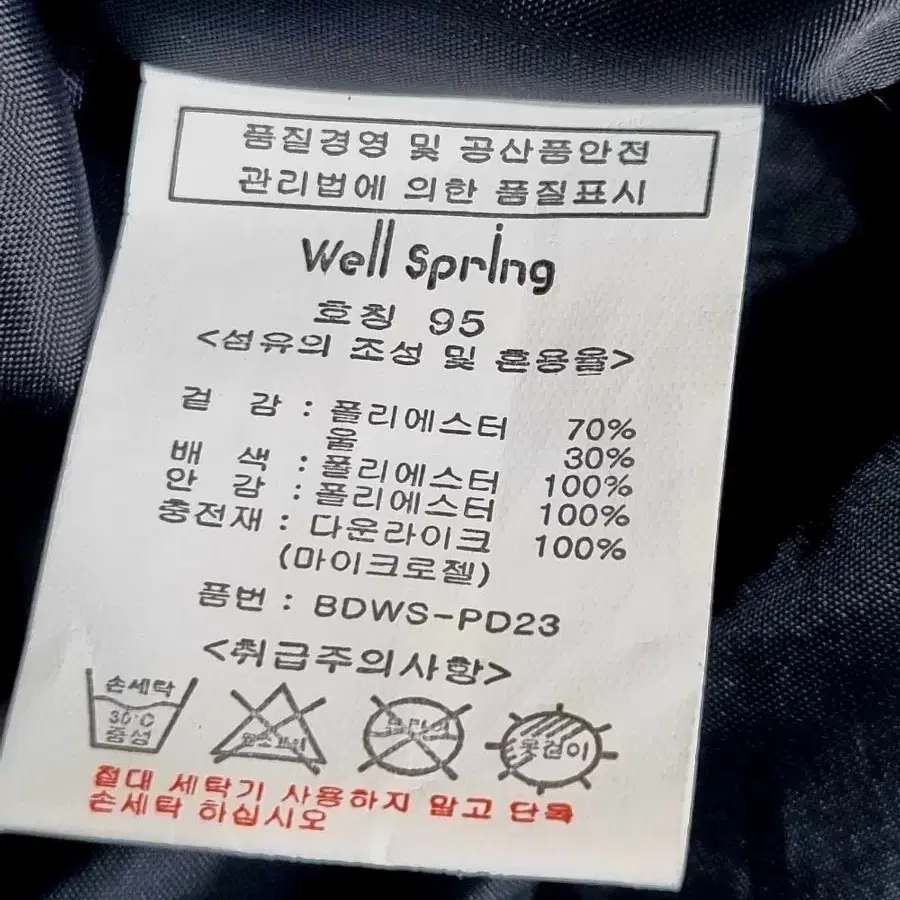 품질경영 및 공산품안전
관리법에 의한 품질표시
Well Spring
호칭 95
<섬유의 조성 및 혼용율>
겉 감 : 폴리에스터 70%
울 30%
배 색 : 폴리에스터 100%
안 감 : 폴리에스터 100%
충전재 : 다운라이크 100%
(마이크로젤)
품번 : BDWS-PD23
<취급주의사항>
손세탁
30°C
중성
옷걸이
절대 세탁기 사용하지 말고 단독
손세탁 하십시오